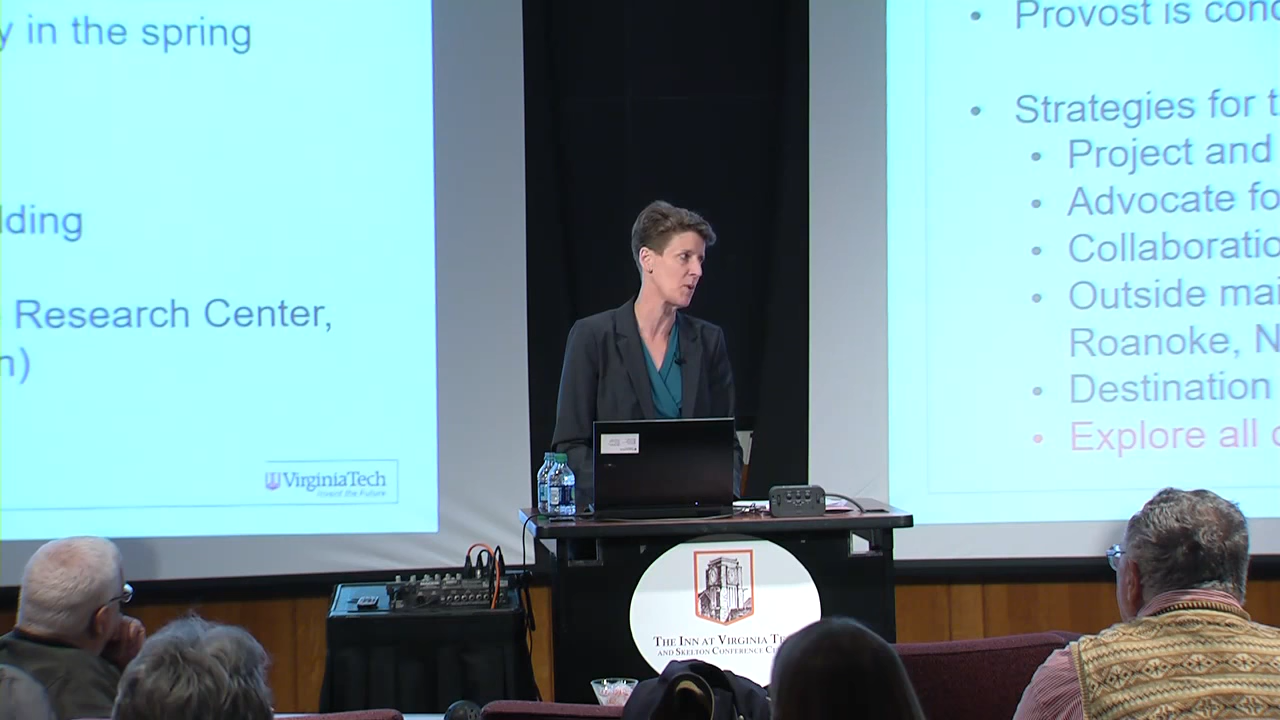 y in the spring
lding
Research Center,
n)
VirginiaTech
Invent the Future
Provost is conc
Strategies for t
Project and
Advocate fo
Collaboratio
Outside mai
Roanoke, N
Destination
Explore all c
THE INN AT VIRGINIA TE
AND SKELTON CONFERENCE CE